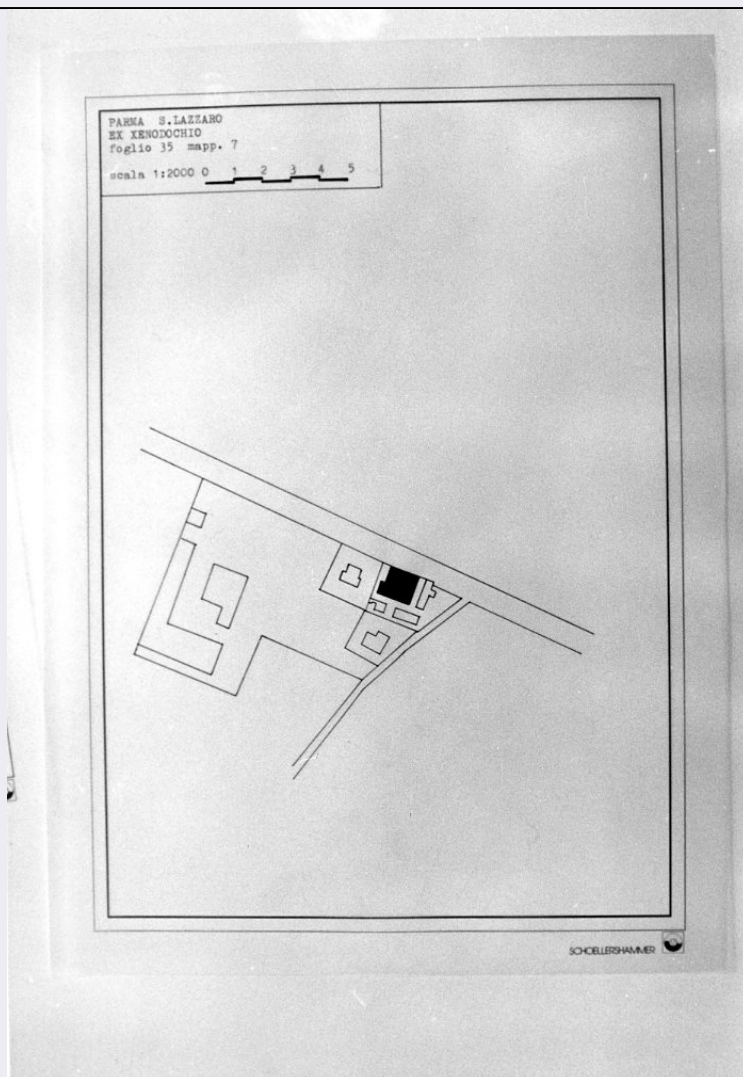 PARMA S.LAZZARO
EX XENODOCHIO
foglio 35 mapp. 7
scala 1:2000 0 1 2 3 4 5
SCHOELLERSHAMMER